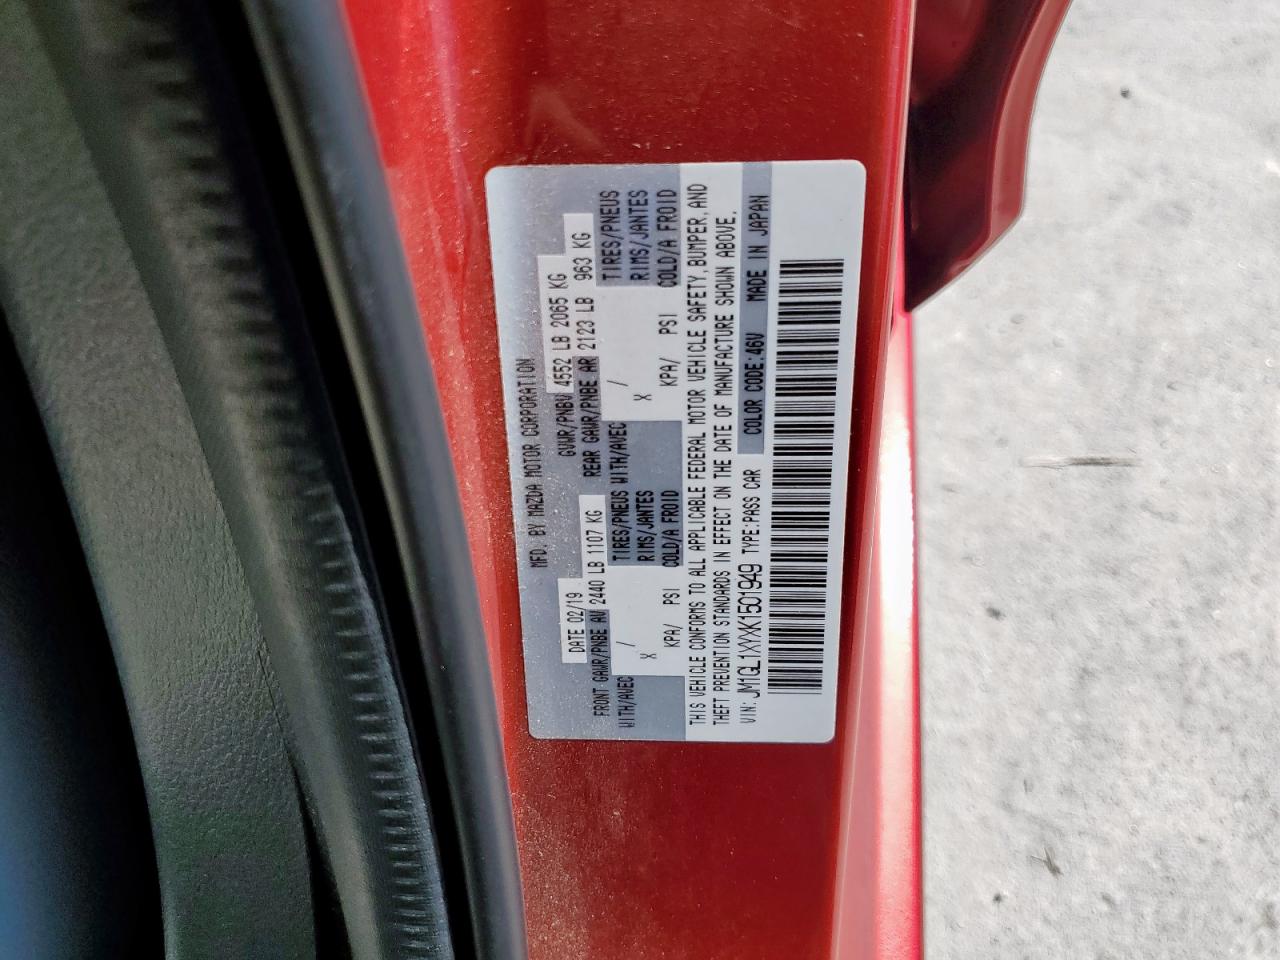 MFD. BY MAZDA MOTOR CORPORATION
DATE 02/19 GVWR/PNBV 4552 LB 2065 KG
FRONT GAWR/PNBE AV 2440 LB 1107 KG REAR GAWR/PNBE AR 2123 LB 963 KG
WITH/AVEC / TIRES/PNEUS WITH/AVEC / TIRES/PNEUS
X RIMS/JANTES X RIMS/JANTES
KPA/ PSI COLD/A FROID KPA/ PSI COLD/A FROID
THIS VEHICLE CONFORMS TO ALL APPLICABLE FEDERAL MOTOR VEHICLE SAFETY, BUMPER, AND
THEFT PREVENTION STANDARDS IN EFFECT ON THE DATE OF MANUFACTURE SHOWN ABOVE.
VIN: JM1GL1XYXK1501949 TYPE:PASS CAR COLOR CODE:46V MADE IN JAPAN